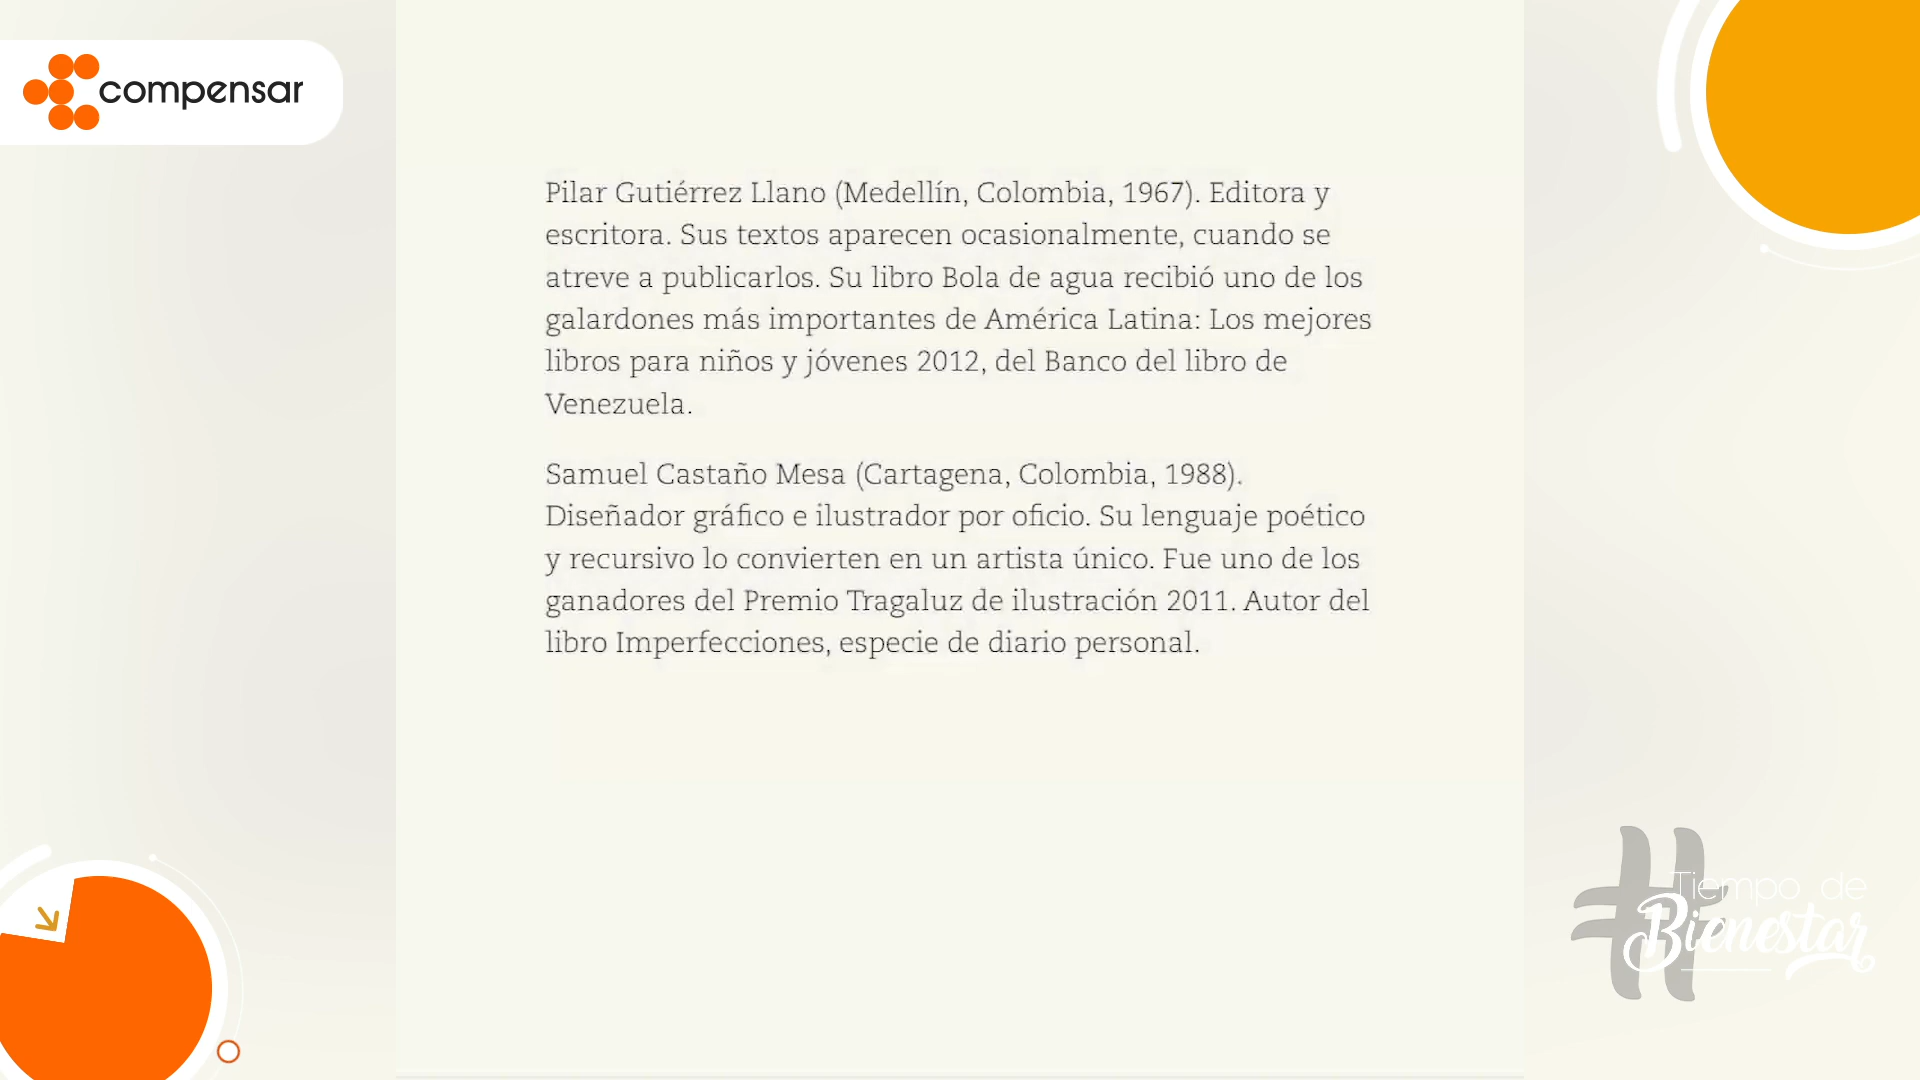 compensar
Pilar Gutiérrez Llano (Medellín, Colombia, 1967). Editora y
escritora. Sus textos aparecen ocasionalmente, cuando se
atreve a publicarlos. Su libro Bola de agua recibió uno de los
galardones más importantes de América Latina: Los mejores
libros para niños y jóvenes 2012, del Banco del libro de
Venezuela.
Samuel Castaño Mesa (Cartagena, Colombia, 1988).
Diseñador gráfico e ilustrador por oficio. Su lenguaje poético
y recursivo lo convierten en un artista único. Fue uno de los
ganadores del Premio Tragaluz de ilustración 2011. Autor del
libro Imperfecciones, especie de diario personal.
#Tiempo de
Bienestar